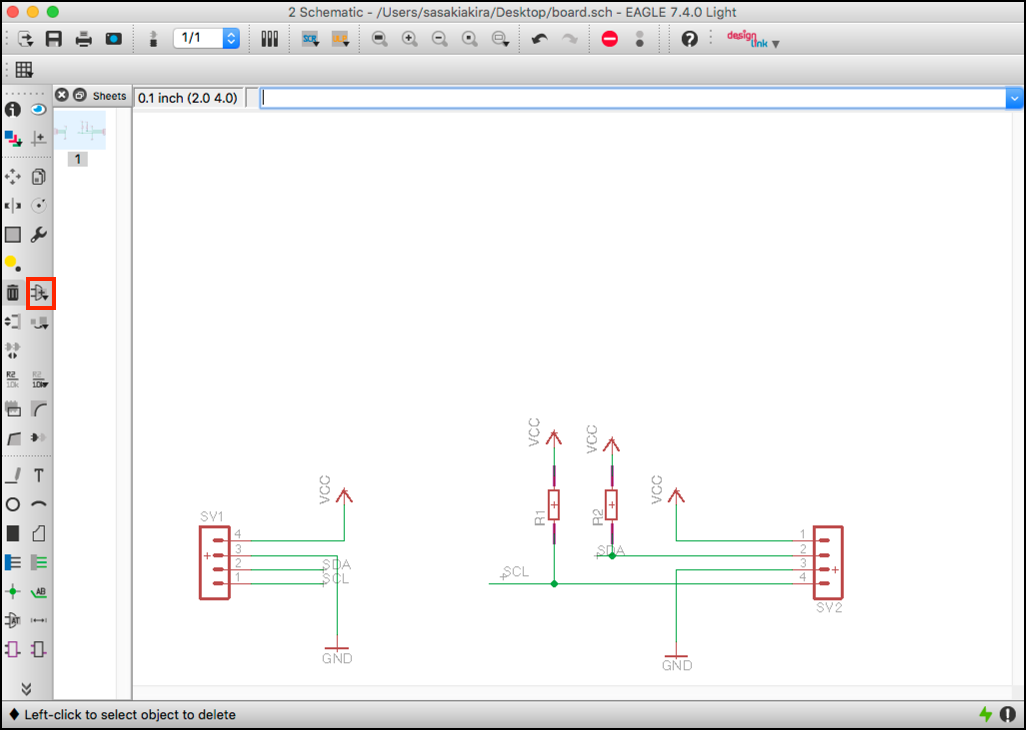 2 Schematic - /Users/sasakiakira/Desktop/board.sch - EAGLE 7.4.0 Light
1/1
SCR
ULP
?
design
link
Sheets
0.1 inch (2.0 4.0)
1
R2
10k
R2
10k
T
AB
VCC
VCC
VCC
VCC
R1
R2
SV1
4
3
2
1
SDA
SCL
GND
SCL
SDA
1
2
3
4
SV2
GND
Left-click to select object to delete